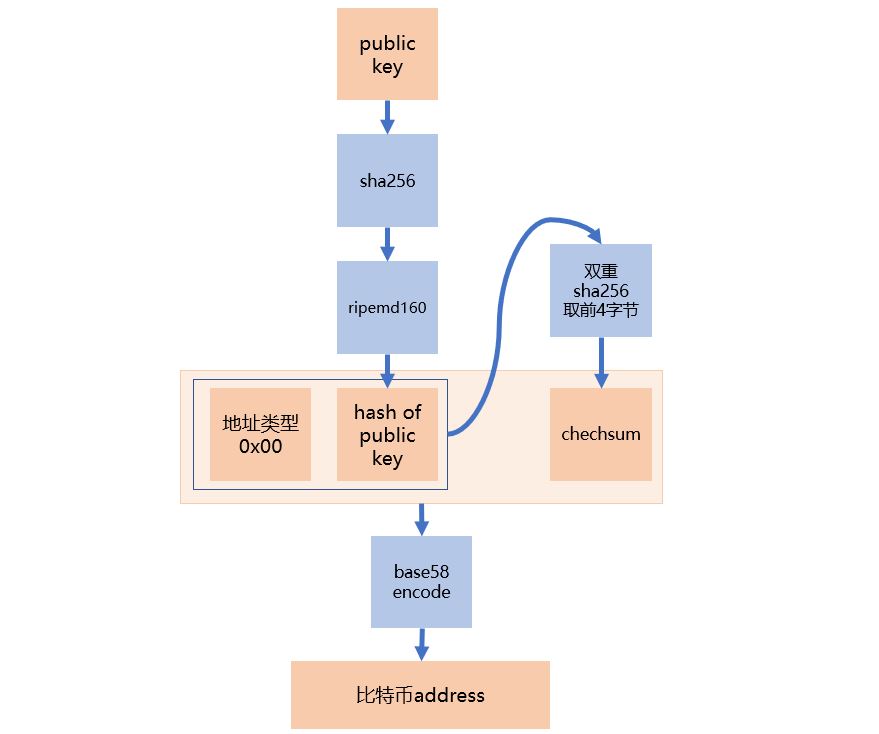 public
key
sha256
ripemd160
双重
sha256
取前4字节
地址类型
0x00
hash of
public
key
chechsum
base58
encode
比特币address